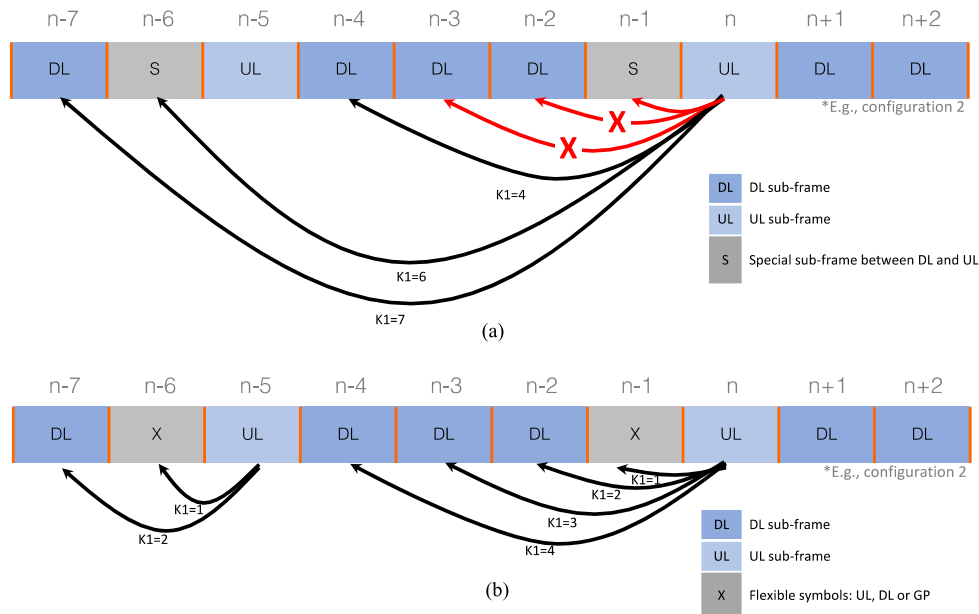 n-7 n-6 n-5 n-4 n-3 n-2 n-1 n n+1 n+2
DL S UL DL DL DL S UL DL DL
*E.g., configuration 2
X
X
K1=4
DL DL sub-frame
UL UL sub-frame
S Special sub-frame between DL and UL
K1=6
K1=7
(a)
n-7 n-6 n-5 n-4 n-3 n-2 n-1 n n+1 n+2
DL X UL DL DL DL X UL DL DL
*E.g., configuration 2
K1=1
K1=2
K1=1
K1=2
K1=3
K1=4
DL DL sub-frame
UL UL sub-frame
X Flexible symbols: UL, DL or GP
(b)